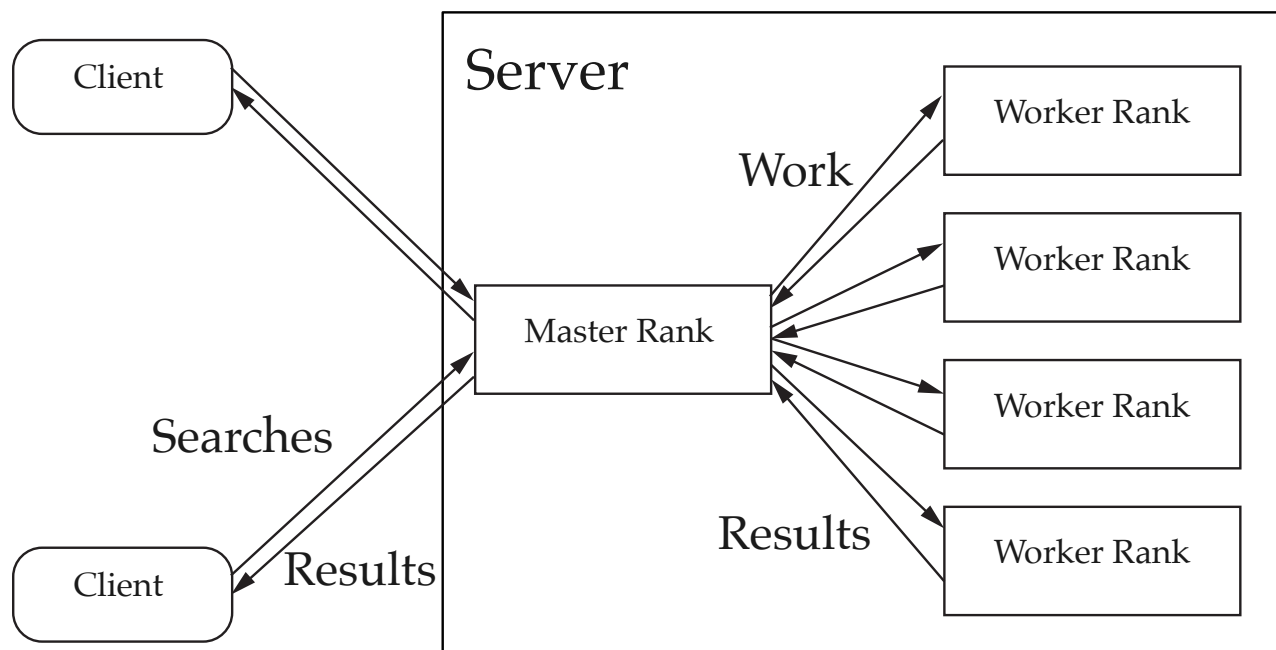 Client
Server
Worker Rank
Work
Worker Rank
Master Rank
Worker Rank
Searches
Results
Worker Rank
Client
Results